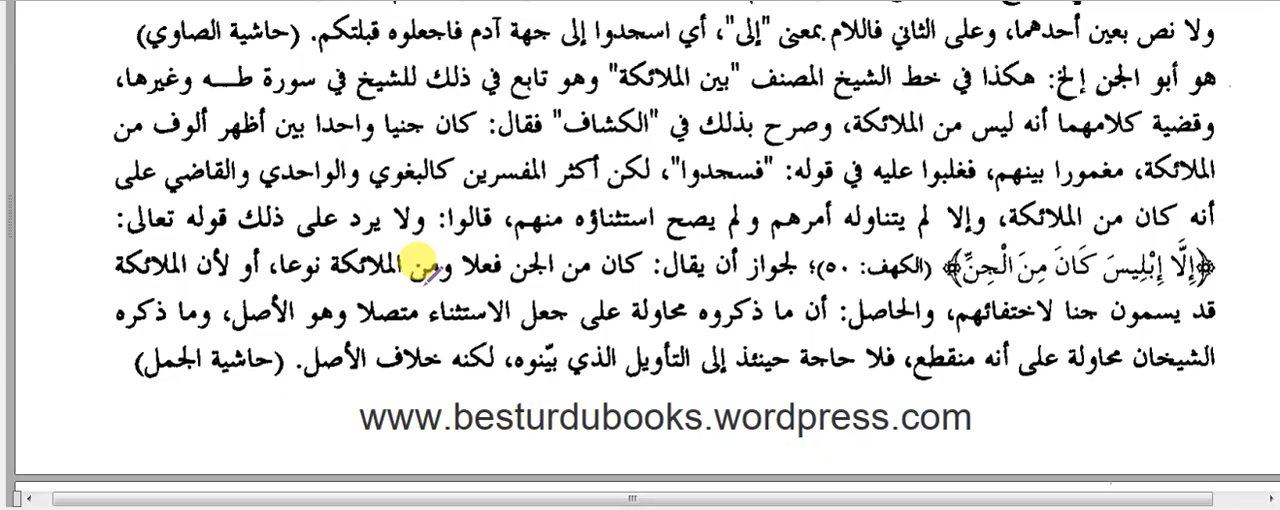 ولا نص بعين أحدهما، وعلى الثاني فاللام بمعنى "إلى"، أي اسجدوا إلى جهة آدم فاجعلوه قبلتكم. (حاشية الصاوي)
هو أبو الجن إلخ: هكذا في خط الشيخ المصنف "بين الملائكة" وهو تابع في ذلك للشيخ في سورة طـــه وغيرها،
وقضية كلامهما أنه ليس من الملائكة، وصرح بذلك في "الكشاف" فقال: كان جنيا واحدا بين أظهر ألوف من
الملائكة، مغمورا بينهم، فغلبوا عليه في قوله: "فسجدوا"، لكن أكثر المفسرين كالبغوي والواحدي والقاضي على
أنه كان من الملائكة، وإلا لم يتناوله أمرهم ولم يصح استثناؤه منهم، قالوا: ولا يرد على ذلك قوله تعالى:
﴿إِلَّا إِبْلِيسَ كَانَ مِنَ الْجِنِّ﴾ (الكهف: ٥٠)؛ لجواز أن يقال: كان من الجن فعلا ومن الملائكة نوعا، أو لأن الملائكة
قد يسمون جنا لاختفائهم، والحاصل: أن ما ذكروه محاولة على جعل الاستثناء متصلا وهو الأصل، وما ذكره
الشيخان محاولة على أنه منقطع، فلا حاجة حينئذ إلى التأويل الذي بيّنوه، لكنه خلاف الأصل. (حاشية الجمل)
www.besturdubooks.wordpress.com